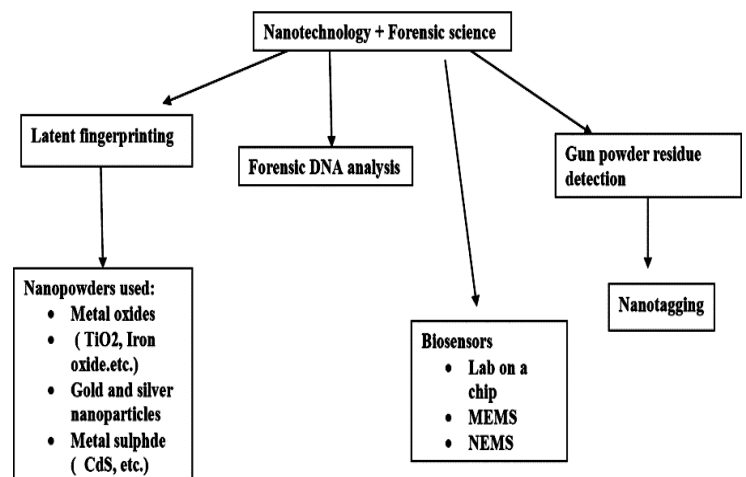 Nanotechnology + Forensic science
Latent fingerprinting
Forensic DNA analysis
Gun powder residue
detection
Nanopowders used:
• Metal oxides
• ( TiO2, Iron
oxide.etc.)
• Gold and silver
nanoparticles
• Metal sulphde
( CdS, etc.)
Biosensors
• Lab on a
chip
• MEMS
• NEMS
Nanotagging